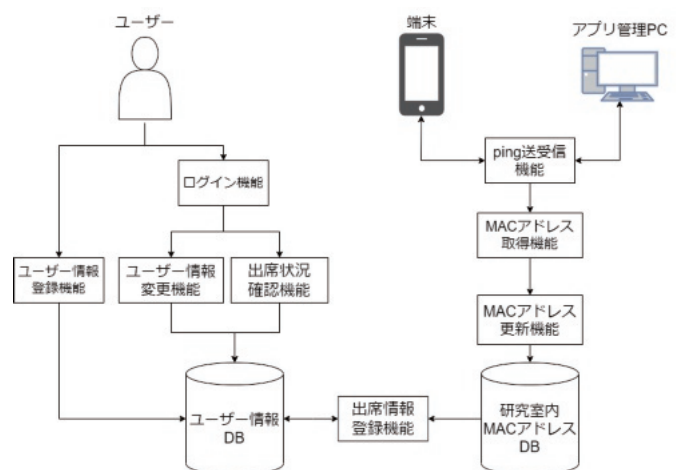 ユーザー
端末
アプリ管理PC
ping送受信
機能
ログイン機能
MACアドレス
取得機能
ユーザー情報
登録機能
ユーザー情報
変更機能
出席状況
確認機能
MACアドレス
更新機能
ユーザー情報
DB
出席情報
登録機能
研究室内
MACアドレス
DB